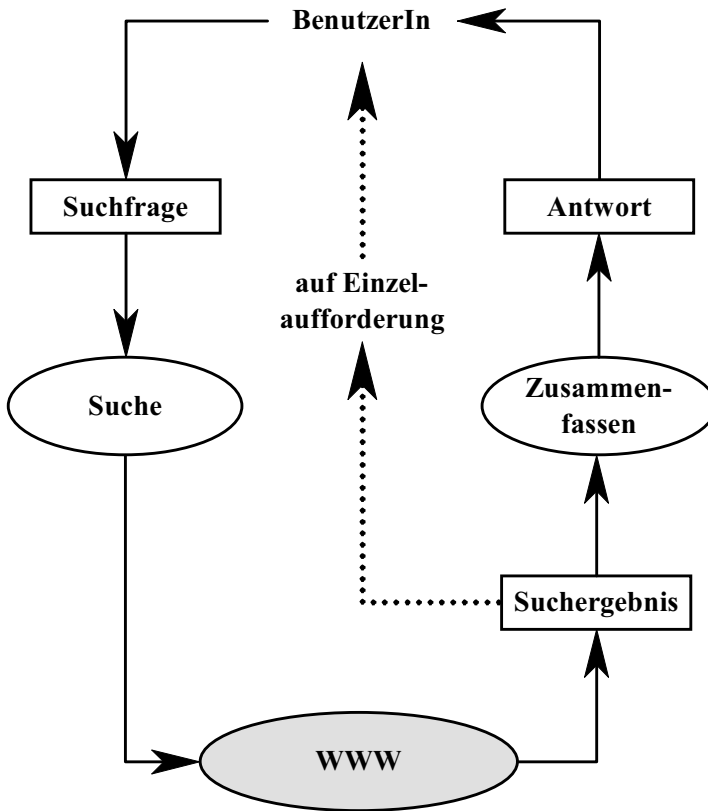 BenutzerIn
Suchfrage
Antwort
auf Einzel-
aufforderung
Suche
Zusammen-
fassen
Suchergebnis
WWW